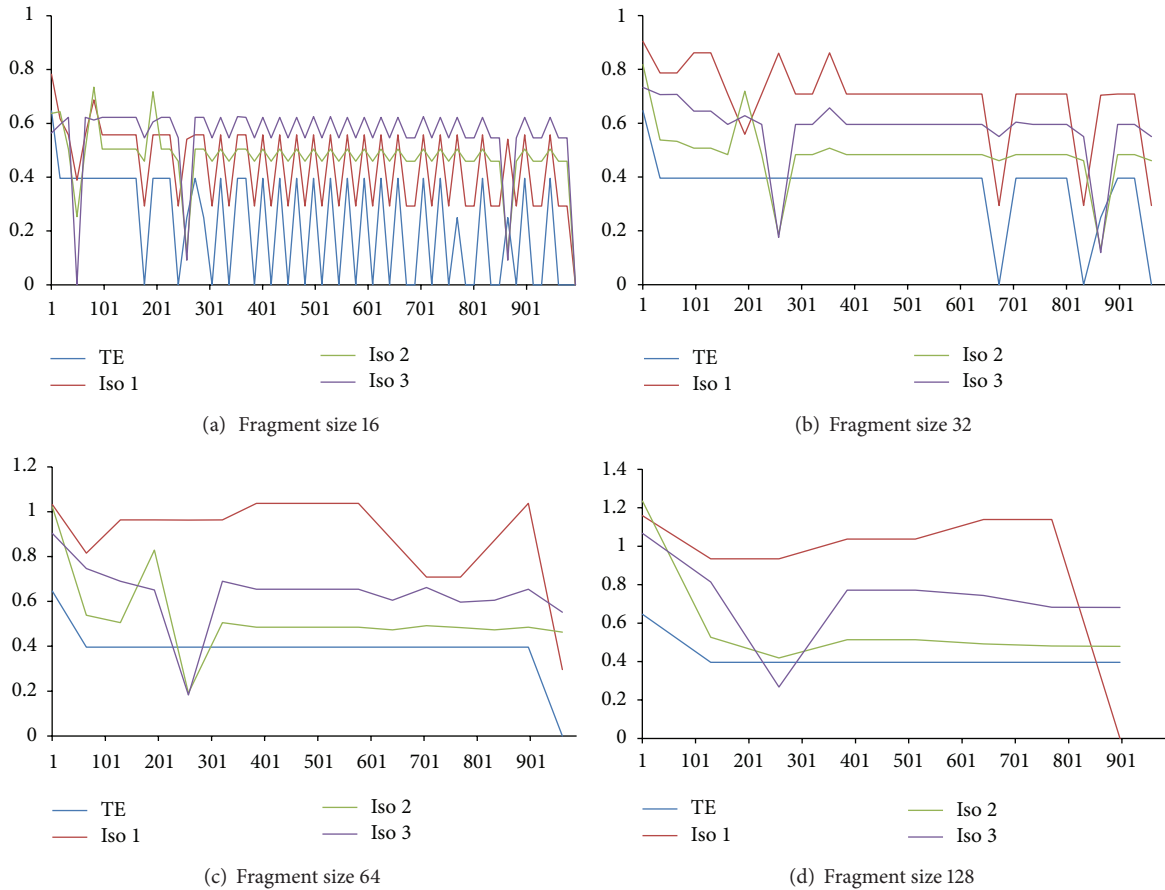 1
0.8
0.6
0.4
0.2
0
1 101 201 301 401 501 601 701 801 901
TE
Iso 1
Iso 2
Iso 3
(a) Fragment size 16
1
0.8
0.6
0.4
0.2
0
1 101 201 301 401 501 601 701 801 901
TE
Iso 1
Iso 2
Iso 3
(b) Fragment size 32
1.2
1
0.8
0.6
0.4
0.2
0
1 101 201 301 401 501 601 701 801 901
TE
Iso 1
Iso 2
Iso 3
(c) Fragment size 64
1.4
1.2
1
0.8
0.6
0.4
0.2
0
1 101 201 301 401 501 601 701 801 901
TE
Iso 1
Iso 2
Iso 3
(d) Fragment size 128